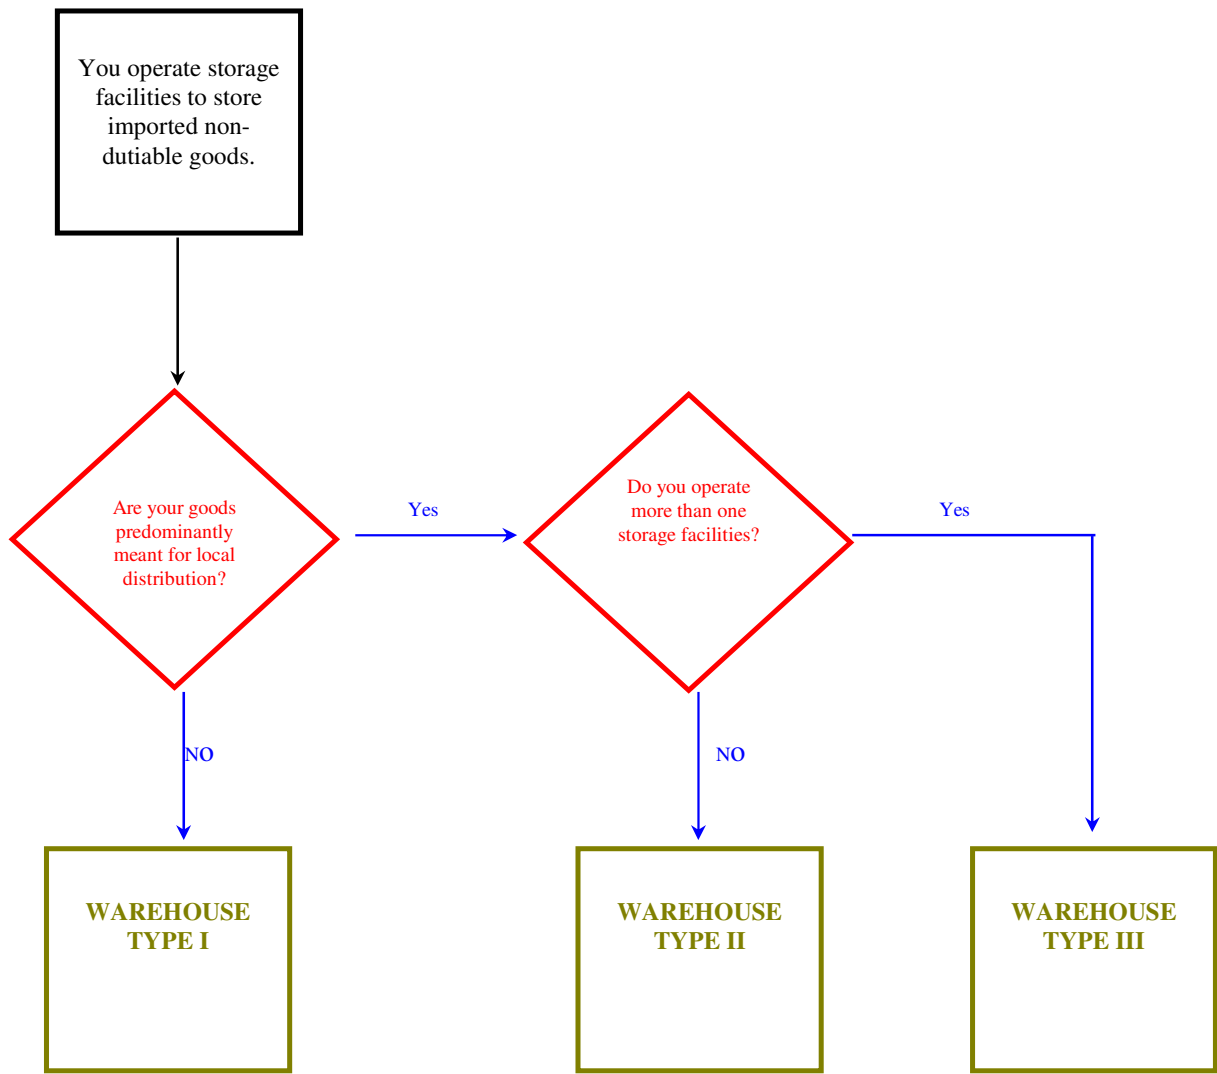 You operate storage
facilities to store
imported non-
dutiable goods.
Are your goods
predominantly
meant for local
distribution?
Yes
Do you operate
more than one
storage facilities?
Yes
NO
NO
WAREHOUSE
TYPE I
WAREHOUSE
TYPE II
WAREHOUSE
TYPE III